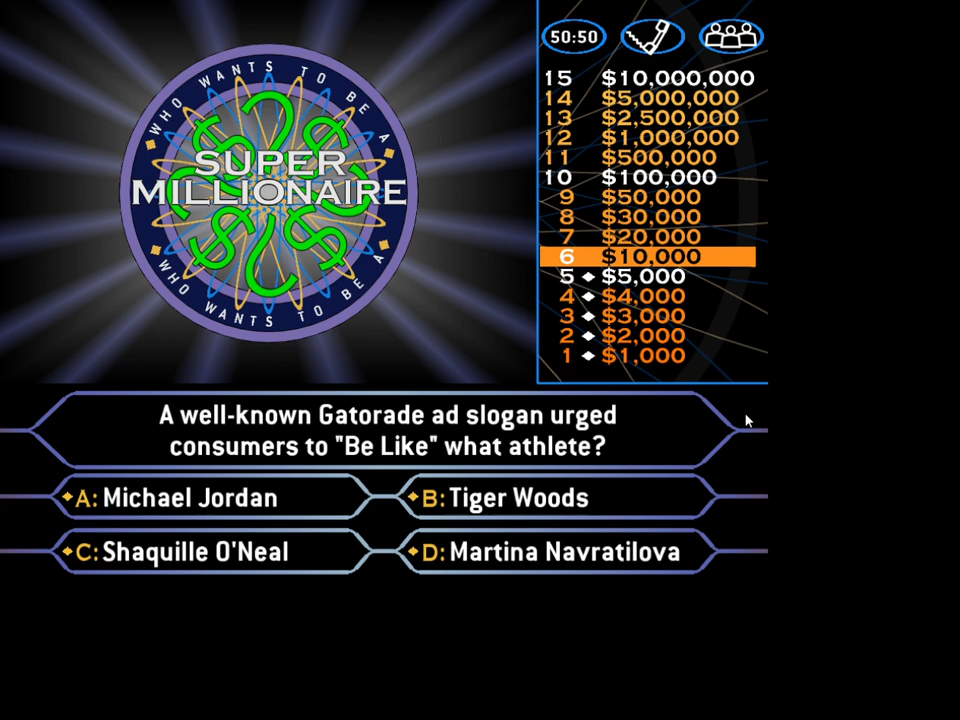 WHO WANTS TO BE A
SUPER
MILLIONAIRE
WHO WANTS TO BE A
50:50
15 $10,000,000
14 $5,000,000
13 $2,500,000
12 $1,000,000
11 $500,000
10 $100,000
9 $50,000
8 $30,000
7 $20,000
6 $10,000
5 ◆ $5,000
4 ◆ $4,000
3 ◆ $3,000
2 ◆ $2,000
1 ◆ $1,000
A well-known Gatorade ad slogan urged
consumers to "Be Like" what athlete?
◆A: Michael Jordan
◆B: Tiger Woods
◆C: Shaquille O'Neal
◆D: Martina Navratilova